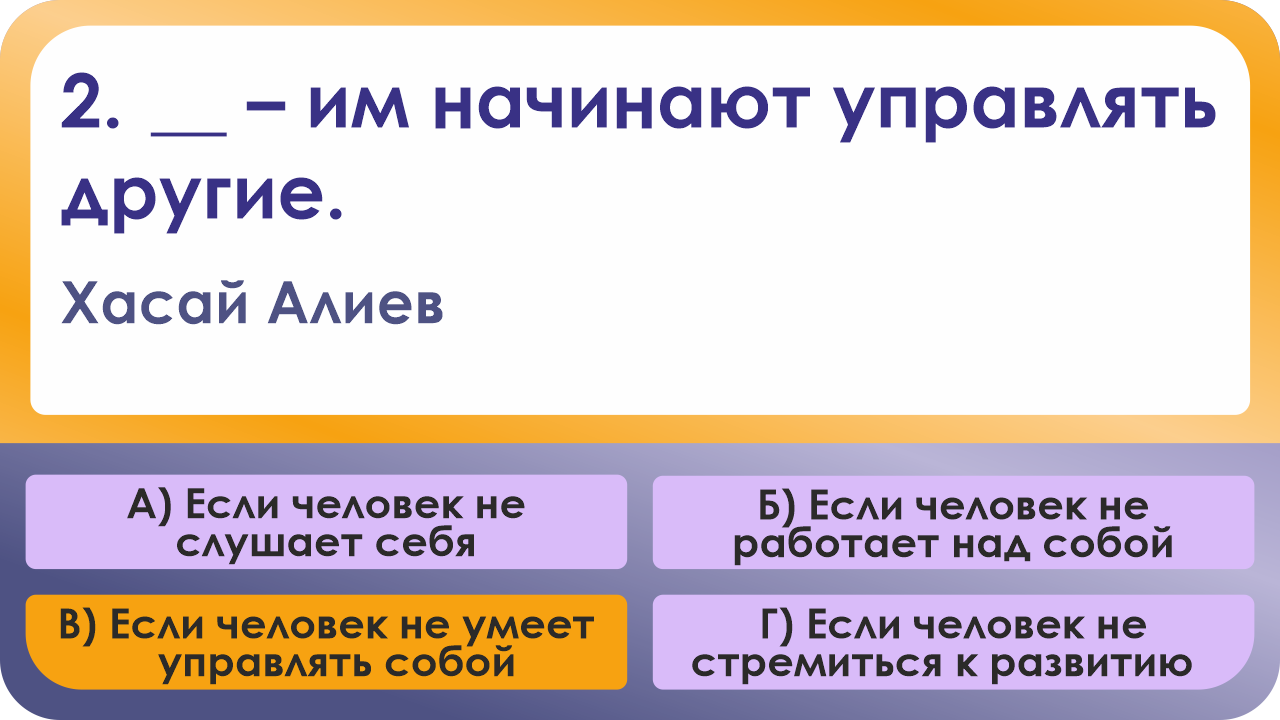 2. __ – им начинают управлять
другие.
Хасай Алиев
А) Если человек не
слушает себя
Б) Если человек не
работает над собой
В) Если человек не умеет
управлять собой
Г) Если человек не
стремиться к развитию